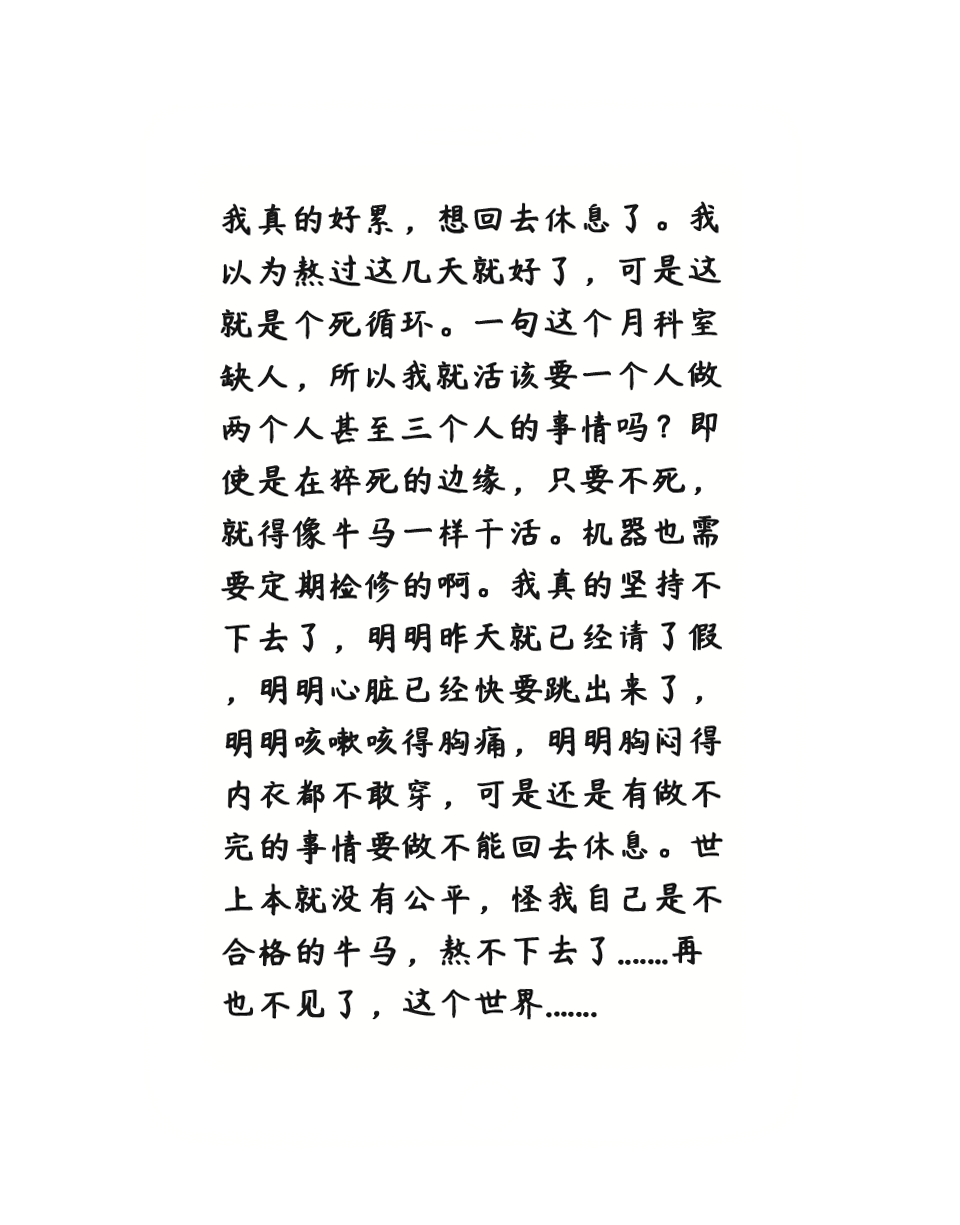 我真的好累，想回去休息了。我
以为熬过这几天就好了，可是这
就是个死循环。一句这个月科室
缺人，所以我就活该要一个人做
两个人甚至三个人的事情吗？即
使是在猝死的边缘，只要不死，
就得像牛马一样干活。机器也需
要定期检修的啊。我真的坚持不
下去了，明明昨天就已经请了假
，明明心脏已经快要跳出来了，
明明咳嗽咳得胸痛，明明胸闷得
内衣都不敢穿，可是还是有做不
完的事情要做不能回去休息。世
上本就没有公平，怪我自己是不
合格的牛马，熬不下去了.......再
也不见了，这个世界.......